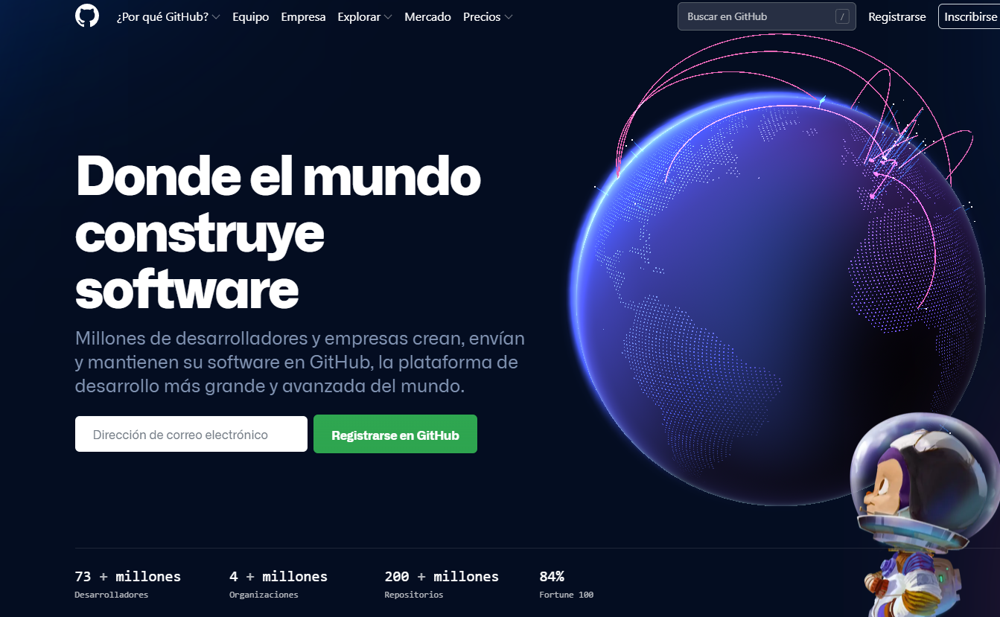 ¿Por qué GitHub? Equipo Empresa Explorar Mercado Precios Buscar en GitHub / Registrarse Inscribirse
Donde el mundo
construye
software
Millones de desarrolladores y empresas crean, envían
y mantienen su software en GitHub, la plataforma de
desarrollo más grande y avanzada del mundo.
Dirección de correo electrónico Registrarse en GitHub
73 + millones 4 + millones 200 + millones 84%
Desarrolladores Organizaciones Repositorios Fortune 100